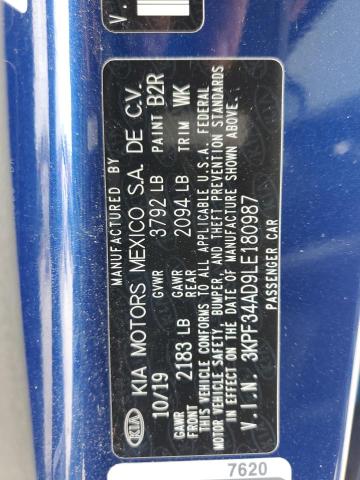 MANUFACTURED BY
KIA KIA MOTORS MEXICO S.A. DE C.V.
10/19 GVWR 3792 LB PAINT B2R
GAWR FRONT 2183 LB GAWR REAR 2094 LB TRIM WK
THIS VEHICLE CONFORMS TO ALL APPLICABLE U.S.A. FEDERAL
MOTOR VEHICLE SAFETY, BUMPER, AND THEFT PREVENTION STANDARDS
IN EFFECT ON THE DATE OF MANUFACTURE SHOWN ABOVE.
V.I.N. 3KPF34AD9LE180987
PASSENGER CAR
7620
V.